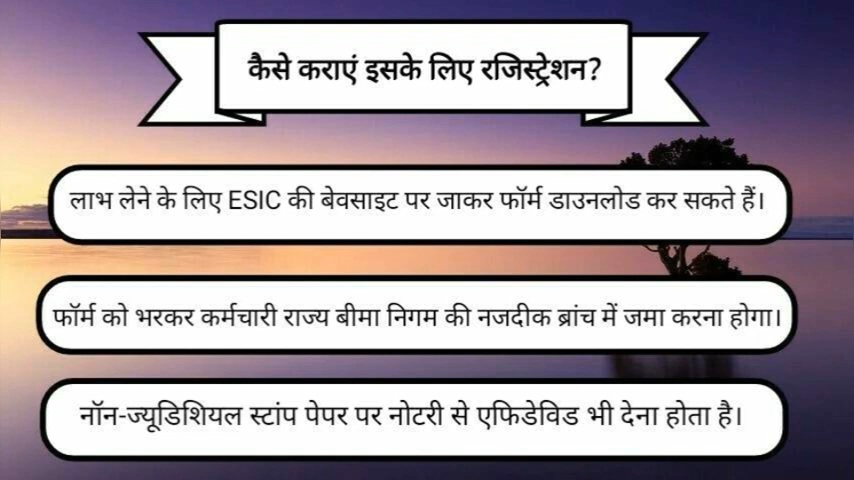 कैसे कराएं इसके लिए रजिस्ट्रेशन?
लाभ लेने के लिए ESIC की बेवसाइट पर जाकर फॉर्म डाउनलोड कर सकते हैं।
फॉर्म को भरकर कर्मचारी राज्य बीमा निगम की नजदीक ब्रांच में जमा करना होगा।
नॉन-ज्यूडिशियल स्टांप पेपर पर नोटरी से एफिडेविड भी देना होता है।